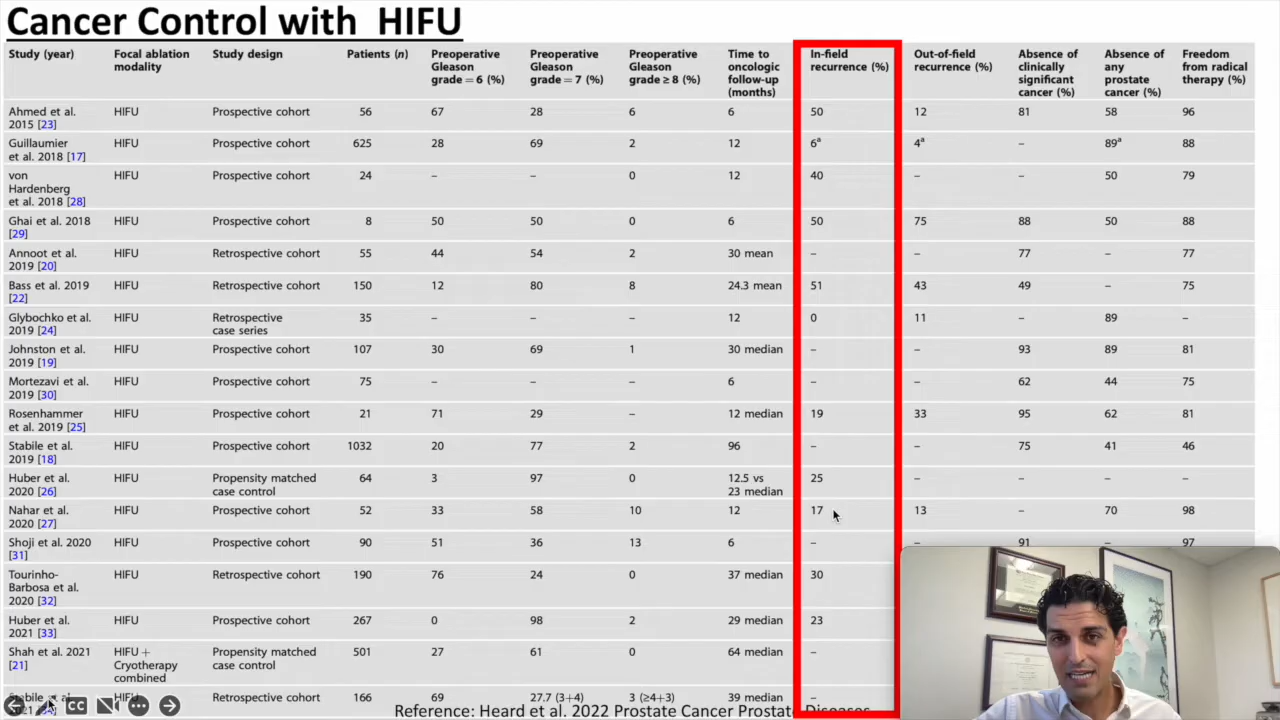 Cancer Control with HIFU
Study (year) Focal ablation modality Study design Patients (n) Preoperative Gleason grade = 6 (%) Preoperative Gleason grade = 7 (%) Preoperative Gleason grade ≥ 8 (%) Time to oncologic follow-up (months) In-field recurrence (%) Out-of-field recurrence (%) Absence of clinically significant cancer (%) Absence of any prostate cancer (%) Freedom from radical therapy (%)
Ahmed et al. 2015 [23] HIFU Prospective cohort 56 67 28 6 6 50 12 81 58 96
Guillaumier et al. 2018 [17] HIFU Prospective cohort 625 28 69 2 12 6a 4a – 89a 88
von Hardenberg et al. 2018 [28] HIFU Prospective cohort 24 – – 0 12 40 – – 50 79
Ghai et al. 2018 [29] HIFU Prospective cohort 8 50 50 0 6 50 75 88 50 88
Annoot et al. 2019 [20] HIFU Retrospective cohort 55 44 54 2 30 mean – – 77 – 77
Bass et al. 2019 [22] HIFU Retrospective cohort 150 12 80 8 24.3 mean 51 43 49 – 75
Glybochko et al. 2019 [24] HIFU Retrospective case series 35 – – – 12 0 11 – 89 –
Johnston et al. 2019 [19] HIFU Prospective cohort 107 30 69 1 30 median – – 93 89 81
Mortezavi et al. 2019 [30] HIFU Prospective cohort 75 – – – 6 – – 62 44 75
Rosenhammer et al. 2019 [25] HIFU Prospective cohort 21 71 29 – 12 median 19 33 95 62 81
Stabile et al. 2019 [18] HIFU Prospective cohort 1032 20 77 2 96 – – 75 41 46
Huber et al. 2020 [26] HIFU Propensity matched case control 64 3 97 0 12.5 vs 23 median 25 – – – –
Nahar et al. 2020 [27] HIFU Prospective cohort 52 33 58 10 12 17 13 – 70 98
Shoji et al. 2020 [31] HIFU Prospective cohort 90 51 36 13 6 – – 91 – 97
Tourinho-Barbosa et al. 2020 [32] HIFU Retrospective cohort 190 76 24 0 37 median 30
Huber et al. 2021 [33] HIFU Prospective cohort 267 0 98 2 29 median 23
Shah et al. 2021 [21] HIFU + Cryotherapy combined Propensity matched case control 501 27 61 0 64 median –
Stabile et al. HIFU Retrospective cohort 166 69 27.7 (3+4) 3 (≥4+3) 39 median –
CC
Reference: Heard et al. 2022 Prostate Cancer Prostate Diseases